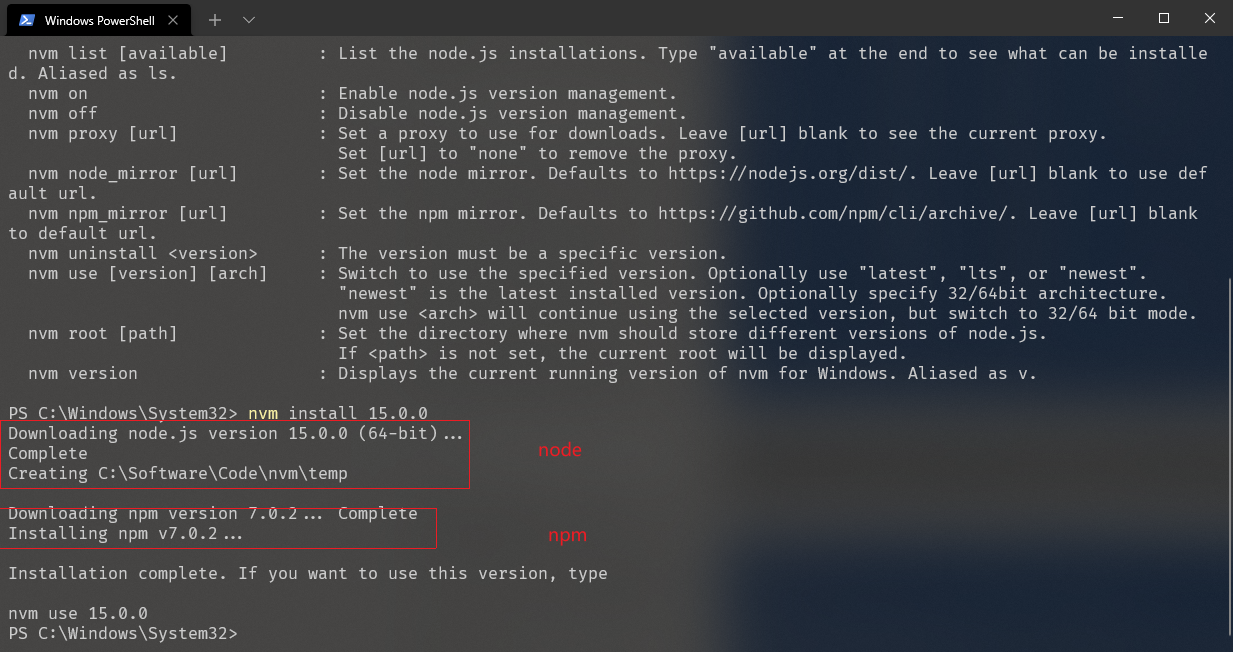 Windows PowerShell
nvm list [available] : List the node.js installations. Type "available" at the end to see what can be installe
d. Aliased as ls.
nvm on : Enable node.js version management.
nvm off : Disable node.js version management.
nvm proxy [url] : Set a proxy to use for downloads. Leave [url] blank to see the current proxy.
Set [url] to "none" to remove the proxy.
nvm node_mirror [url] : Set the node mirror. Defaults to https://nodejs.org/dist/. Leave [url] blank to use def
ault url.
nvm npm_mirror [url] : Set the npm mirror. Defaults to https://github.com/npm/cli/archive/. Leave [url] blank
to default url.
nvm uninstall <version> : The version must be a specific version.
nvm use [version] [arch] : Switch to use the specified version. Optionally use "latest", "lts", or "newest".
"newest" is the latest installed version. Optionally specify 32/64bit architecture.
nvm use <arch> will continue using the selected version, but switch to 32/64 bit mode.
nvm root [path] : Set the directory where nvm should store different versions of node.js.
If <path> is not set, the current root will be displayed.
nvm version : Displays the current running version of nvm for Windows. Aliased as v.
PS C:\Windows\System32> nvm install 15.0.0
Downloading node.js version 15.0.0 (64-bit)...
Complete
node
Creating C:\Software\Code\nvm\temp
Downloading npm version 7.0.2... Complete
Installing npm v7.0.2...
npm
Installation complete. If you want to use this version, type
nvm use 15.0.0
PS C:\Windows\System32>